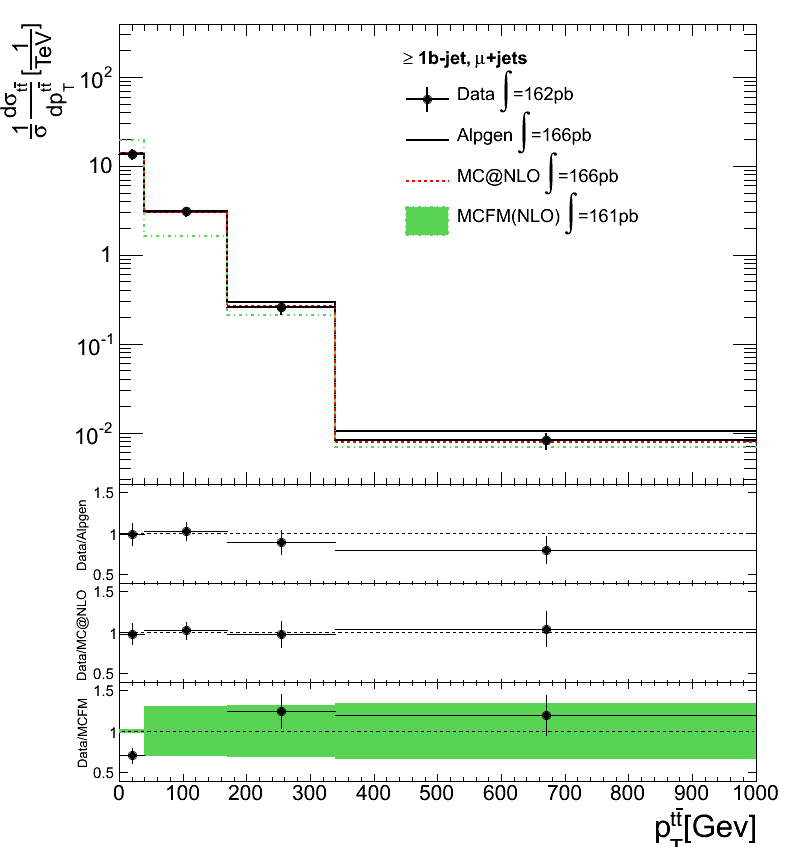 1/σ dσ^tt̄/dp_T^tt̄ [1/TeV]
≥ 1b-jet, μ+jets
Data ∫=162pb
Alpgen ∫=166pb
MC@NLO ∫=166pb
MCFM(NLO) ∫=161pb
10^2
10
1
10^-1
10^-2
Data/Alpgen
1.5
1
0.5
Data/MC@NLO
1.5
1
0.5
Data/MCFM
1.5
1
0.5
0 100 200 300 400 500 600 700 800 900 1000
p_T^tt̄[Gev]